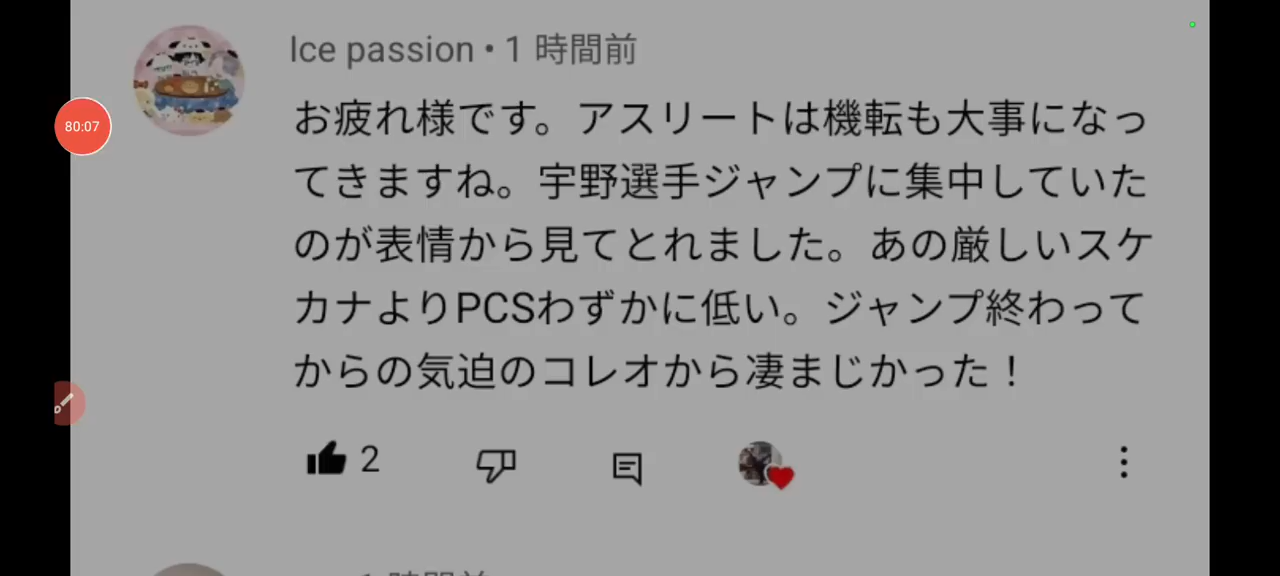 Ice passion • 1 時間前
80:07
お疲れ様です。アスリートは機転も大事になっ
てきますね。宇野選手ジャンプに集中していた
のが表情から見てとれました。あの厳しいスケ
カナよりPCSわずかに低い。ジャンプ終わって
からの気迫のコレオから凄まじかった！
2